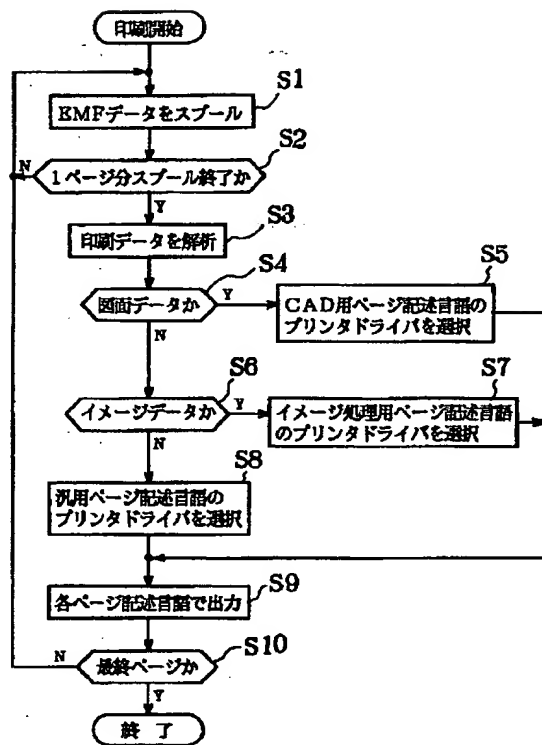 印刷開始
S1
EMFデータをスプール
S2
N
1ページ分スプール終了か
Y
S3
印刷データを解析
S4
図面データか
Y
N
S5
CAD用ページ記述言語の
プリンタドライバを選択
S6
イメージデータか
Y
N
S7
イメージ処理用ページ記述言語
のプリンタドライバを選択
S8
汎用ページ記述言語の
プリンタドライバを選択
S9
各ページ記述言語で出力
S10
N
最終ページか
Y
終了